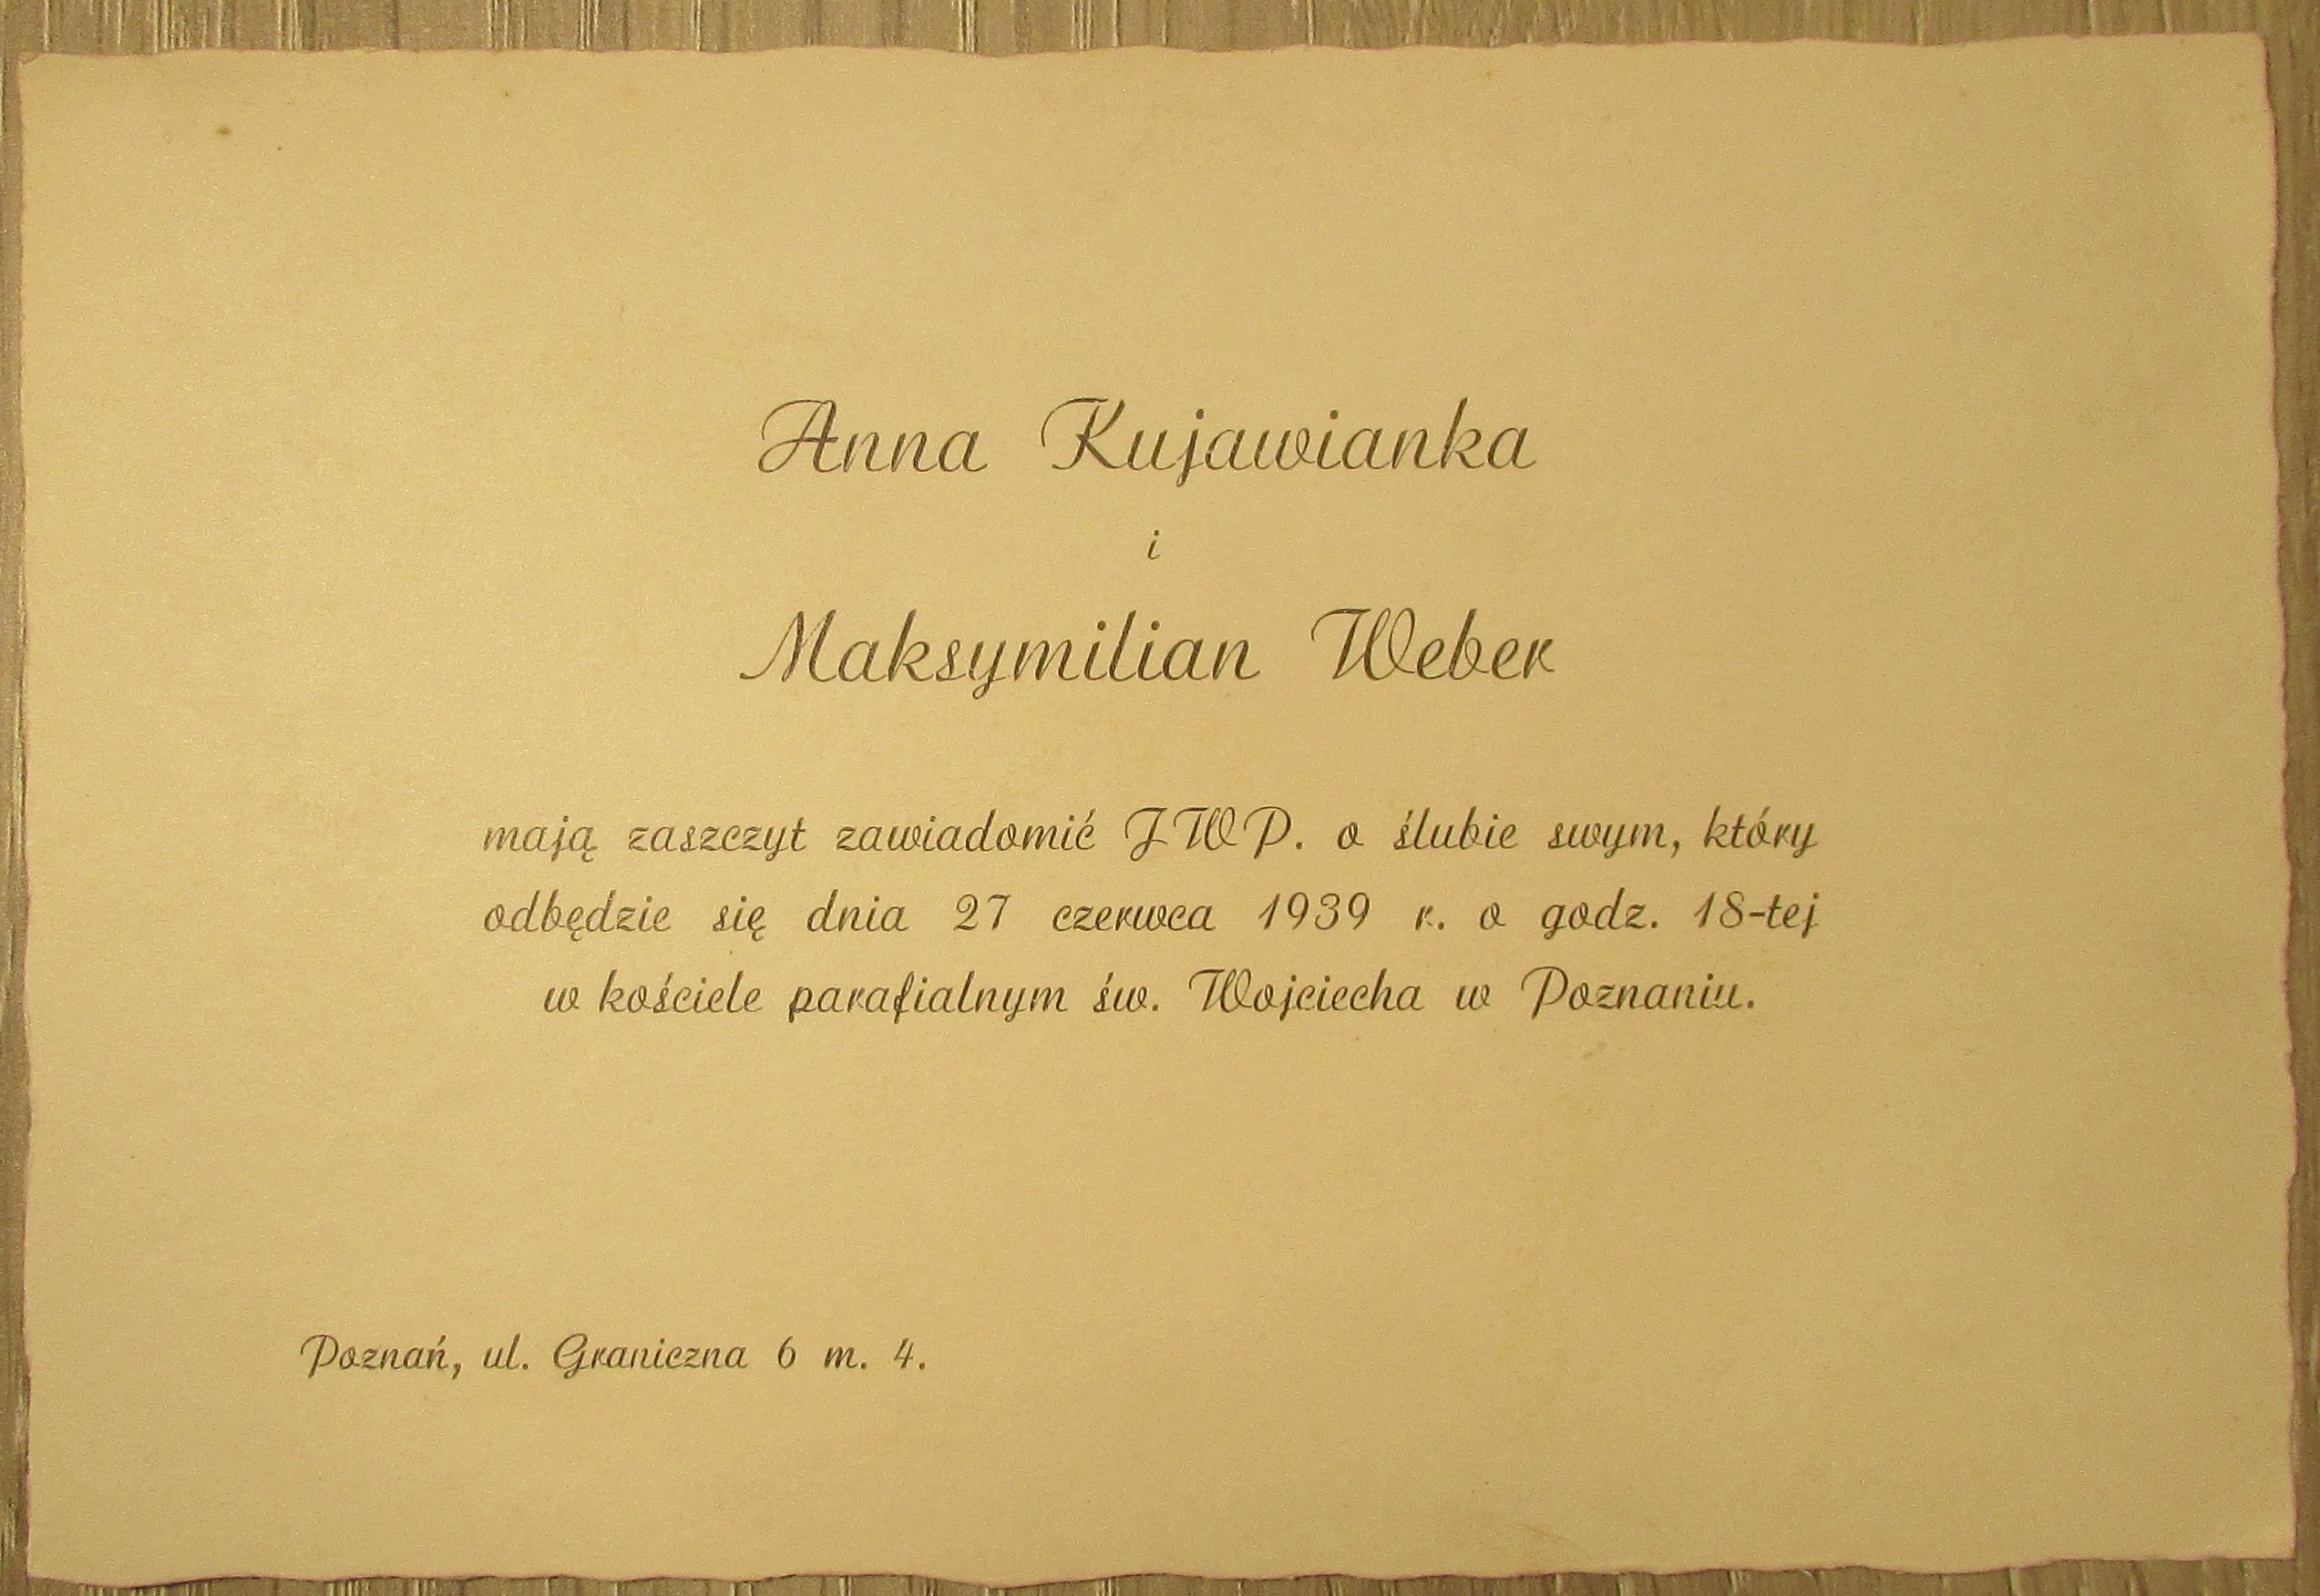 Anna Kujawianka
i
Maksymilian Weber
mają zaszczyt zawiadomić JWP. o ślubie swym, który
odbędzie się dnia 27 czerwca 1939 r. o godz. 18-tej
w kościele parafialnym św. Wojciecha w Poznaniu.
Poznań, ul. Graniczna 6 m. 4.